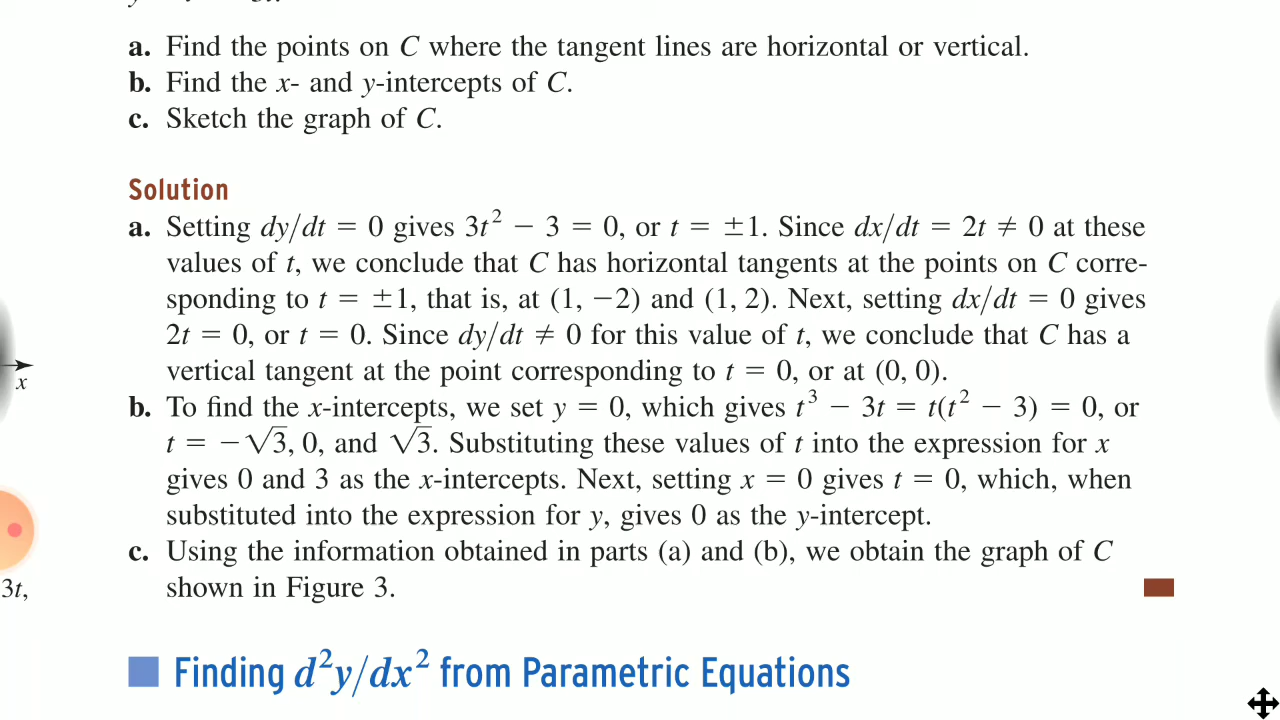 a. Find the points on C where the tangent lines are horizontal or vertical.
b. Find the x- and y-intercepts of C.
c. Sketch the graph of C.
Solution
a. Setting dy/dt = 0 gives 3t² − 3 = 0, or t = ±1. Since dx/dt = 2t ≠ 0 at these
values of t, we conclude that C has horizontal tangents at the points on C corre-
sponding to t = ±1, that is, at (1, −2) and (1, 2). Next, setting dx/dt = 0 gives
2t = 0, or t = 0. Since dy/dt ≠ 0 for this value of t, we conclude that C has a
vertical tangent at the point corresponding to t = 0, or at (0, 0).
x
b. To find the x-intercepts, we set y = 0, which gives t³ − 3t = t(t² − 3) = 0, or
t = −√3, 0, and √3. Substituting these values of t into the expression for x
gives 0 and 3 as the x-intercepts. Next, setting x = 0 gives t = 0, which, when
substituted into the expression for y, gives 0 as the y-intercept.
c. Using the information obtained in parts (a) and (b), we obtain the graph of C
shown in Figure 3.
3t,
Finding d²y/dx² from Parametric Equations